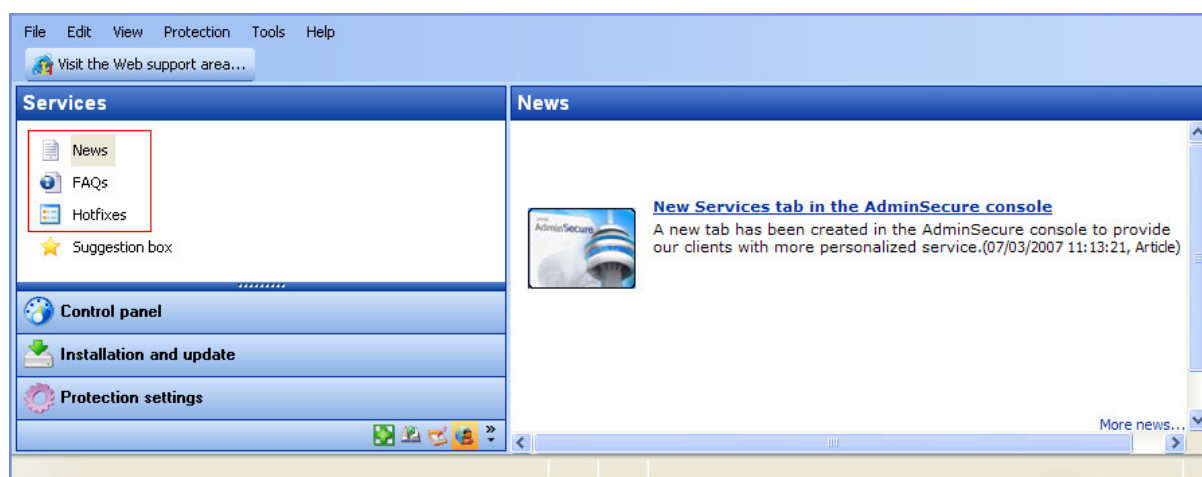 File Edit View Protection Tools Help
Visit the Web support area...
Services
News
FAQs
Hotfixes
Suggestion box
Control panel
Installation and update
Protection settings
News
AdminSecure
New Services tab in the AdminSecure console
A new tab has been created in the AdminSecure console to provide
our clients with more personalized service.(07/03/2007 11:13:21, Article)
More news...